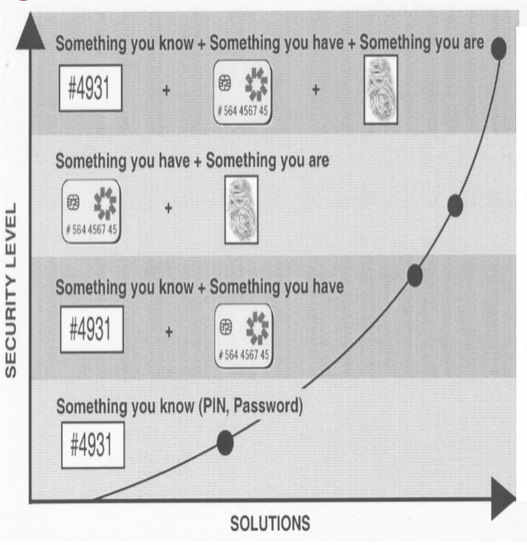 Something you know + Something you have + Something you are
#4931 + # 564 4567 45 +
Something you have + Something you are
# 564 4567 45 +
Something you know + Something you have
#4931 + # 564 4567 45
Something you know (PIN, Password)
#4931
SECURITY LEVEL
SOLUTIONS